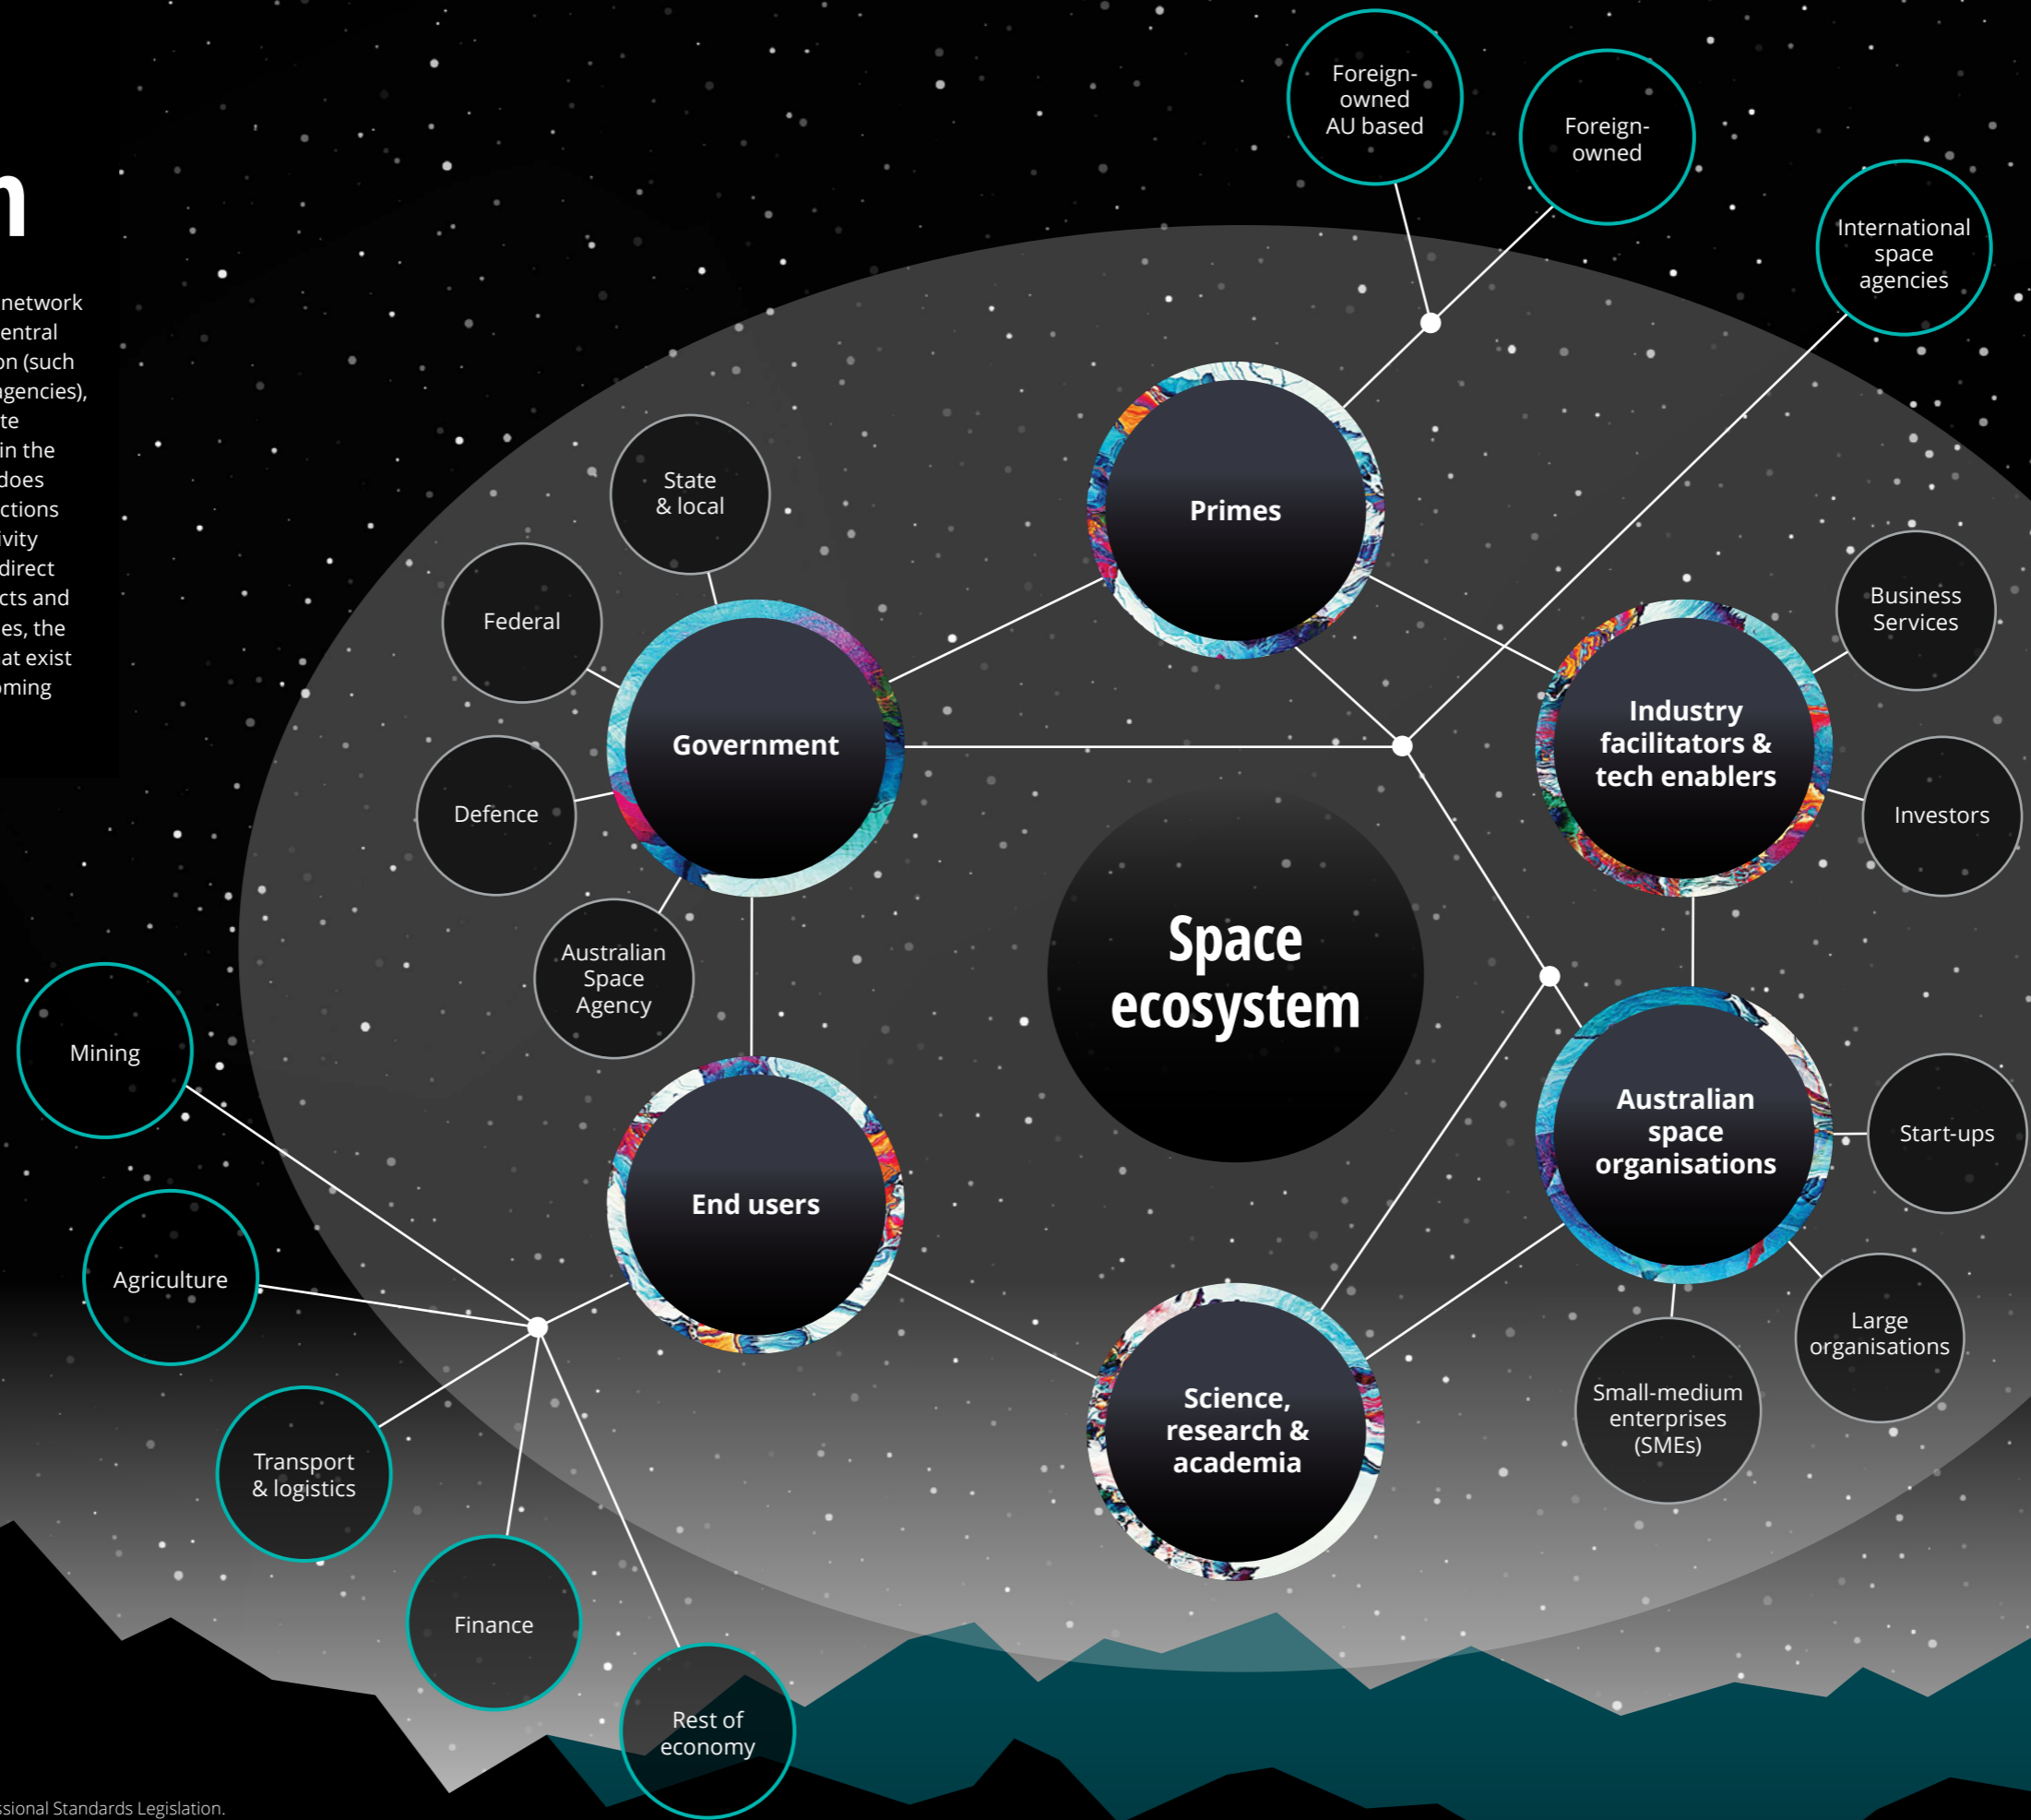 network
entral
on (such
agencies),
te
in the
does
ctions
ivity
direct
cts and
es, the
at exist
oming
Foreign-
owned
AU based
Foreign-
owned
International
space
agencies
State
& local
Federal
Primes
Business
Services
Government
Industry
facilitators &
tech enablers
Defence
Investors
Australian
Space
Agency
Space
ecosystem
Mining
Australian
space
organisations
Start-ups
End users
Agriculture
Large
organisations
Science,
research &
academia
Small-medium
enterprises
(SMEs)
Transport
& logistics
Finance
Rest of
economy
ssional Standards Legislation.